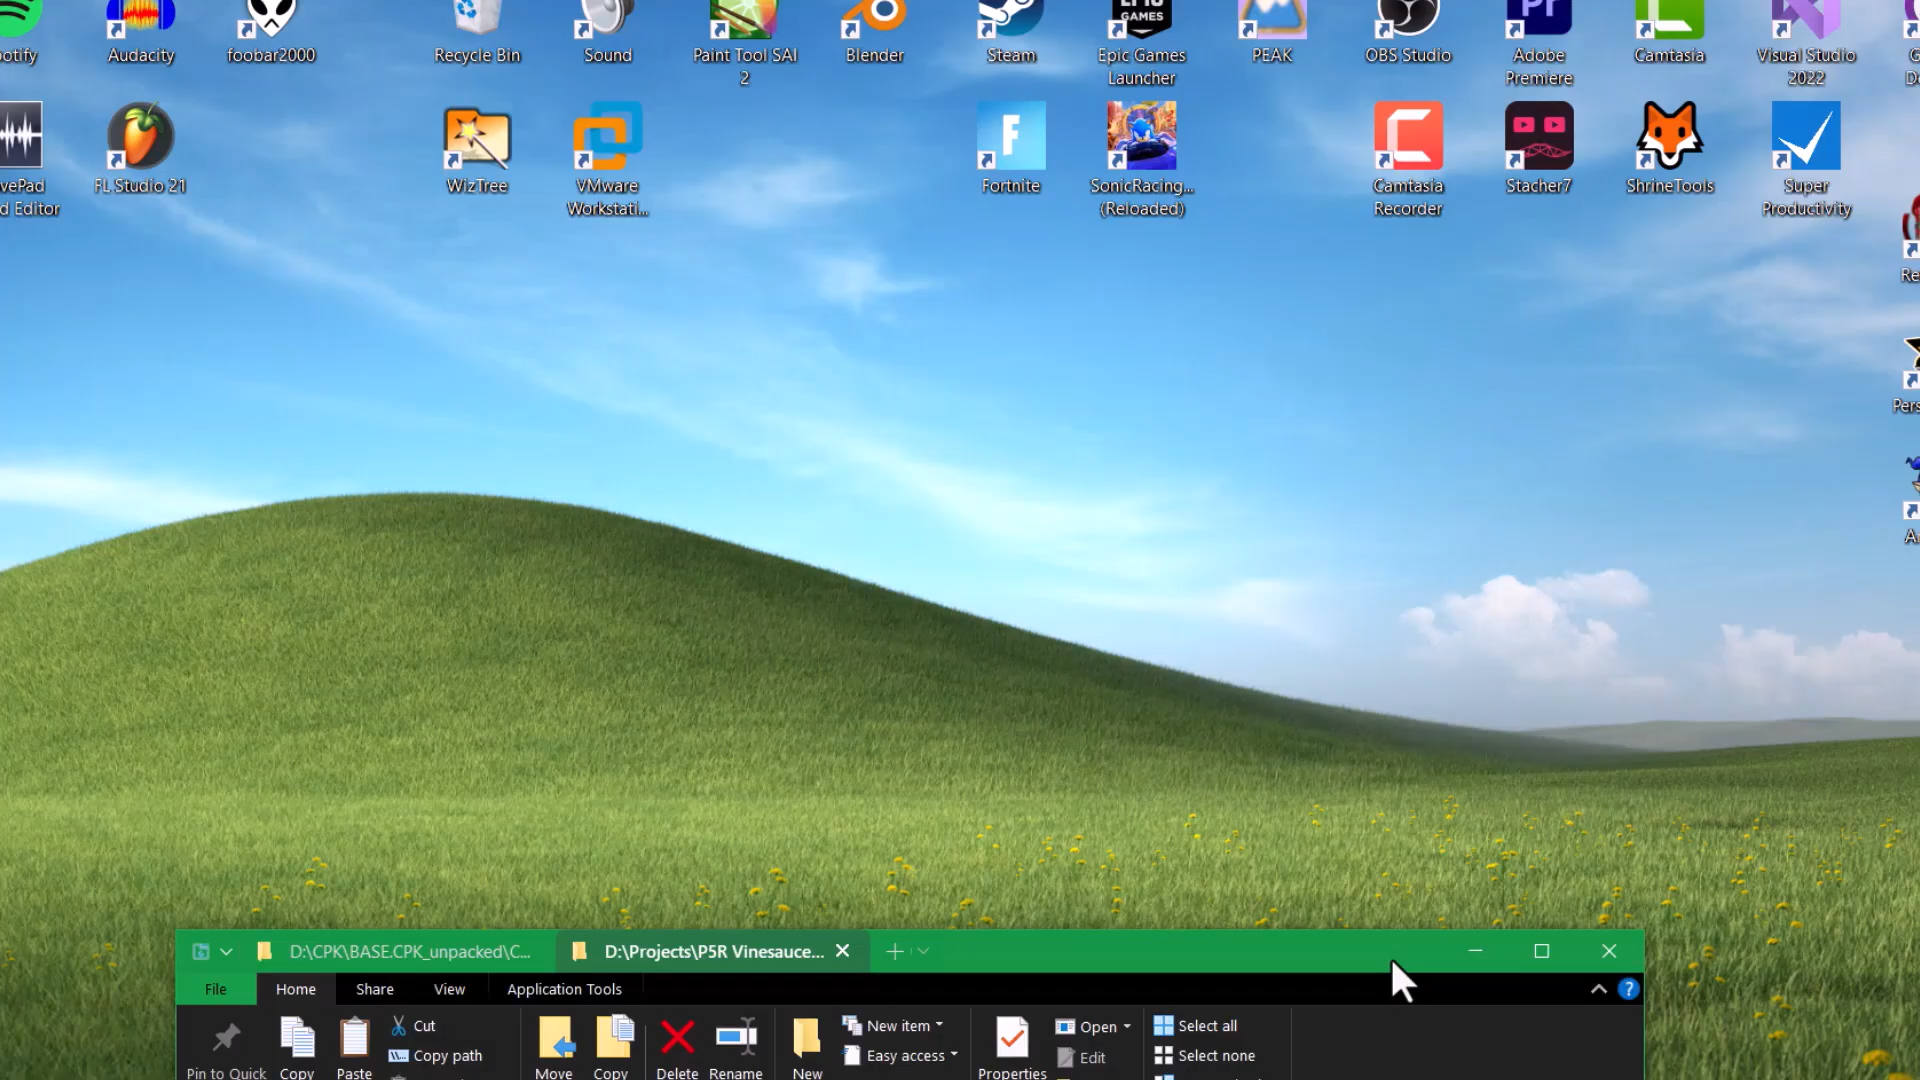 Audacity
foobar2000
Recycle Bin
Sound
Paint Tool SAI
2
Blender
Steam
GAMES
Epic Games
Launcher
PEAK
OBS Studio
Pr
Adobe
Premiere
Camtasia
Visual Studio
2022
d Editor
FL Studio 21
WizTree
VMware
Workstati...
F
Fortnite
SonicRacing...
(Reloaded)
C
Camtasia
Recorder
Stacher7
ShrineTools
Super
Productivity
D:\CPK\BASE.CPK_unpacked\C...
D:\Projects\P5R Vinesauce...
File
Home
Share
View
Application Tools
?
Pin to Quick
Copy
Paste
Cut
Copy path
Move
Copy
Delete
Rename
New
New item
Easy access
Properties
Open
Edit
Select all
Select none